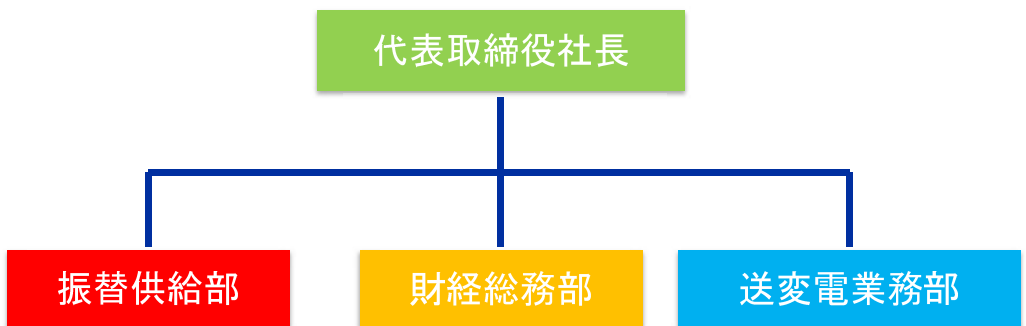 代表取締役社長
振替供給部
財経総務部
送変電業務部